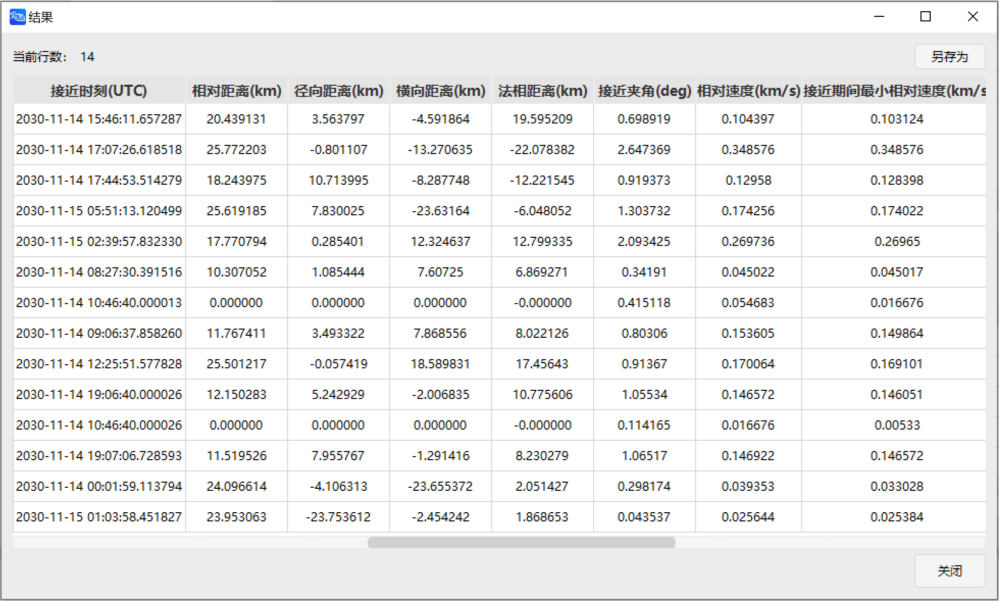 结果
当前行数： 14
另存为
接近时刻(UTC) 相对距离(km) 径向距离(km) 横向距离(km) 法相距离(km) 接近夹角(deg) 相对速度(km/s) 接近期间最小相对速度(km/s
2030-11-14 15:46:11.657287 20.439131 3.563797 -4.591864 19.595209 0.698919 0.104397 0.103124
2030-11-14 17:07:26.618518 25.772203 -0.801107 -13.270635 -22.078382 2.647369 0.348576 0.348576
2030-11-14 17:44:53.514279 18.243975 10.713995 -8.287748 -12.221545 0.919373 0.12958 0.128398
2030-11-15 05:51:13.120499 25.619185 7.830025 -23.63164 -6.048052 1.303732 0.174256 0.174022
2030-11-15 02:39:57.832330 17.770794 0.285401 12.324637 12.799335 2.093425 0.269736 0.26965
2030-11-14 08:27:30.391516 10.307052 1.085444 7.60725 6.869271 0.34191 0.045022 0.045017
2030-11-14 10:46:40.000013 0.000000 0.000000 0.000000 -0.000000 0.415118 0.054683 0.016676
2030-11-14 09:06:37.858260 11.767411 3.493322 7.868556 8.022126 0.80306 0.153605 0.149864
2030-11-14 12:25:51.577828 25.501217 -0.057419 18.589831 17.45643 0.91367 0.170064 0.169101
2030-11-14 19:06:40.000026 12.150283 5.242929 -2.006835 10.775606 1.05534 0.146572 0.146051
2030-11-14 10:46:40.000026 0.000000 0.000000 0.000000 -0.000000 0.114165 0.016676 0.00533
2030-11-14 19:07:06.728593 11.519526 7.955767 -1.291416 8.230279 1.06517 0.146922 0.146572
2030-11-14 00:01:59.113794 24.096614 -4.106313 -23.655372 2.051427 0.298174 0.039353 0.033028
2030-11-15 01:03:58.451827 23.953063 -23.753612 -2.454242 1.868653 0.043537 0.025644 0.025384
关闭